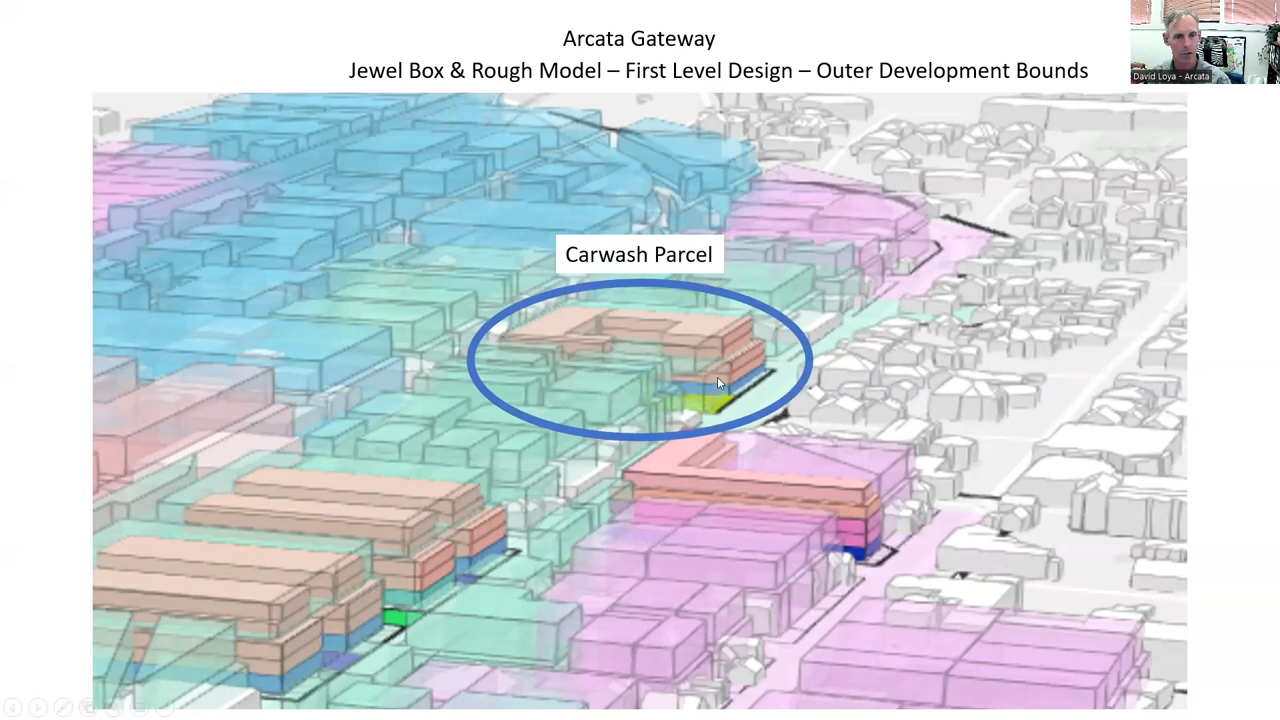 Arcata Gateway
Jewel Box & Rough Model – First Level Design – Outer Development Bounds
David Loya - Arcata
Carwash Parcel